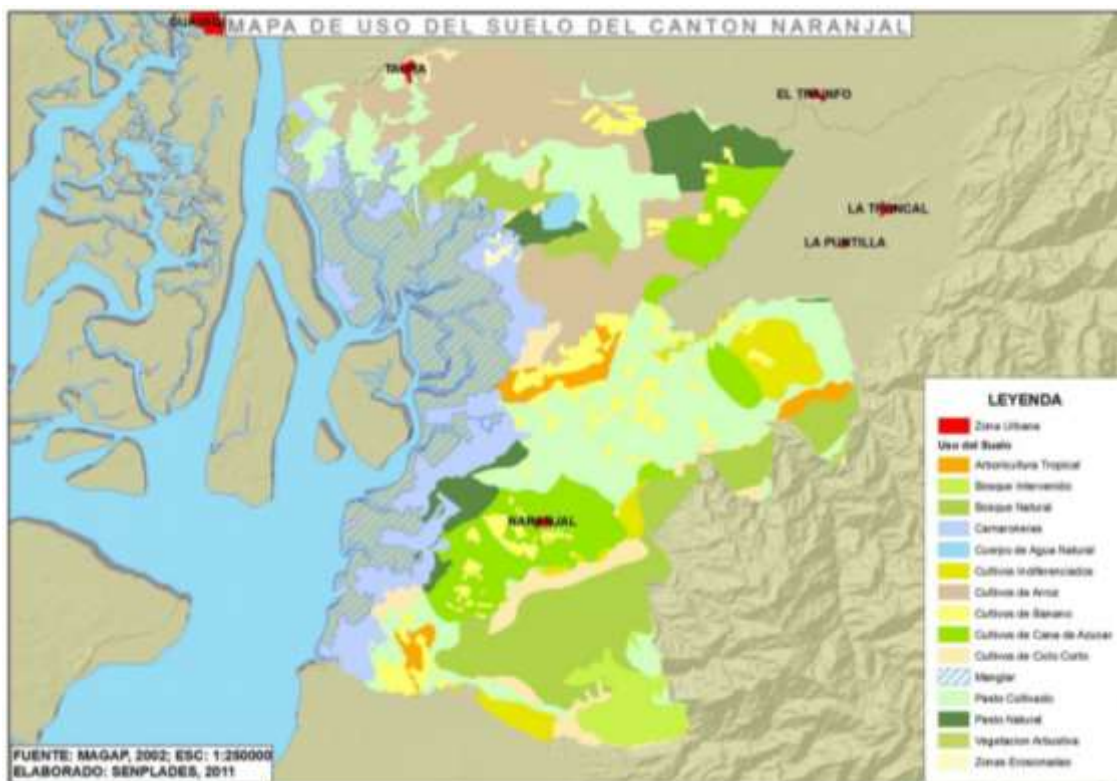 MAPA DE USO DEL SUELO DEL CANTON NARANJAL
TAURA
EL TRIUNFO
LA TRONCAL
LA PUNTILLA
NARANJAL
LEYENDA
Zona Urbana
Uso del Suelo
Arboricultura Tropical
Bosque Intervenido
Bosque Natural
Camaroneras
Cuerpo de Agua Natural
Cultivos Indiferenciados
Cultivos de Arroz
Cultivos de Banano
Cultivos de Cana de Azucar
Cultivos de Ciclo Corto
Manglar
Pasto Cultivado
Pasto Natural
Vegetacion Arbustiva
Zonas Erosionadas
FUENTE: MAGAP, 2002; ESC: 1:250000
ELABORADO: SENPLADES, 2011